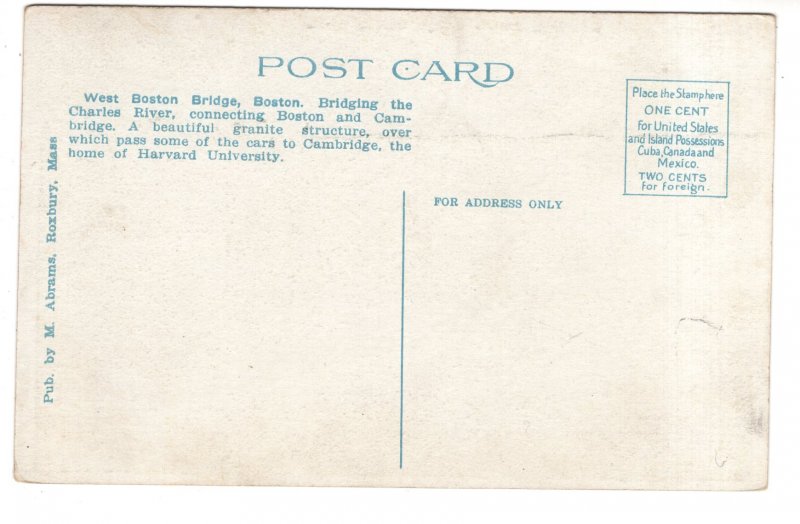 POST CARD
West Boston Bridge, Boston. Bridging the
Charles River, connecting Boston and Cam-
bridge. A beautiful granite structure, over
which pass some of the cars to Cambridge, the
home of Harvard University.
Place the Stamp here
ONE CENT
for United States
and Island Possessions
Cuba, Canada and
Mexico.
TWO CENTS
for foreign.
FOR ADDRESS ONLY
Pub. by M. Abrams, Roxbury, Mass